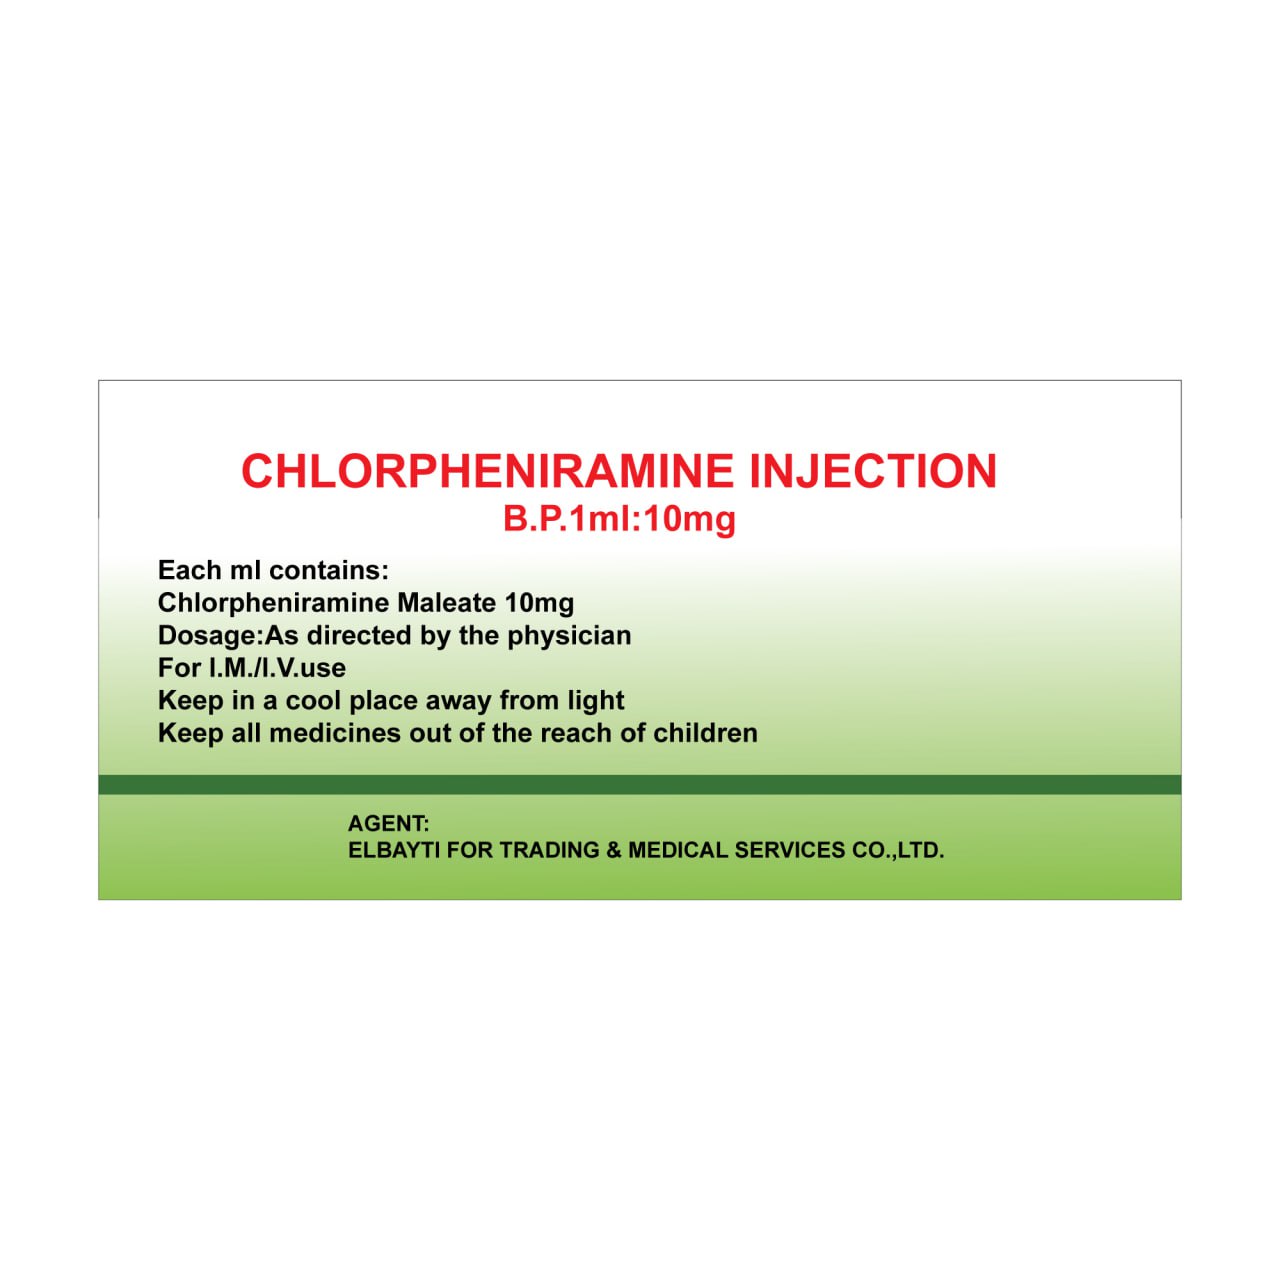 CHLORPHENIRAMINE INJECTION
B.P.1ml:10mg
Each ml contains:
Chlorpheniramine Maleate 10mg
Dosage:As directed by the physician
For I.M./I.V.use
Keep in a cool place away from light
Keep all medicines out of the reach of children
AGENT:
ELBAYTI FOR TRADING & MEDICAL SERVICES CO.,LTD.